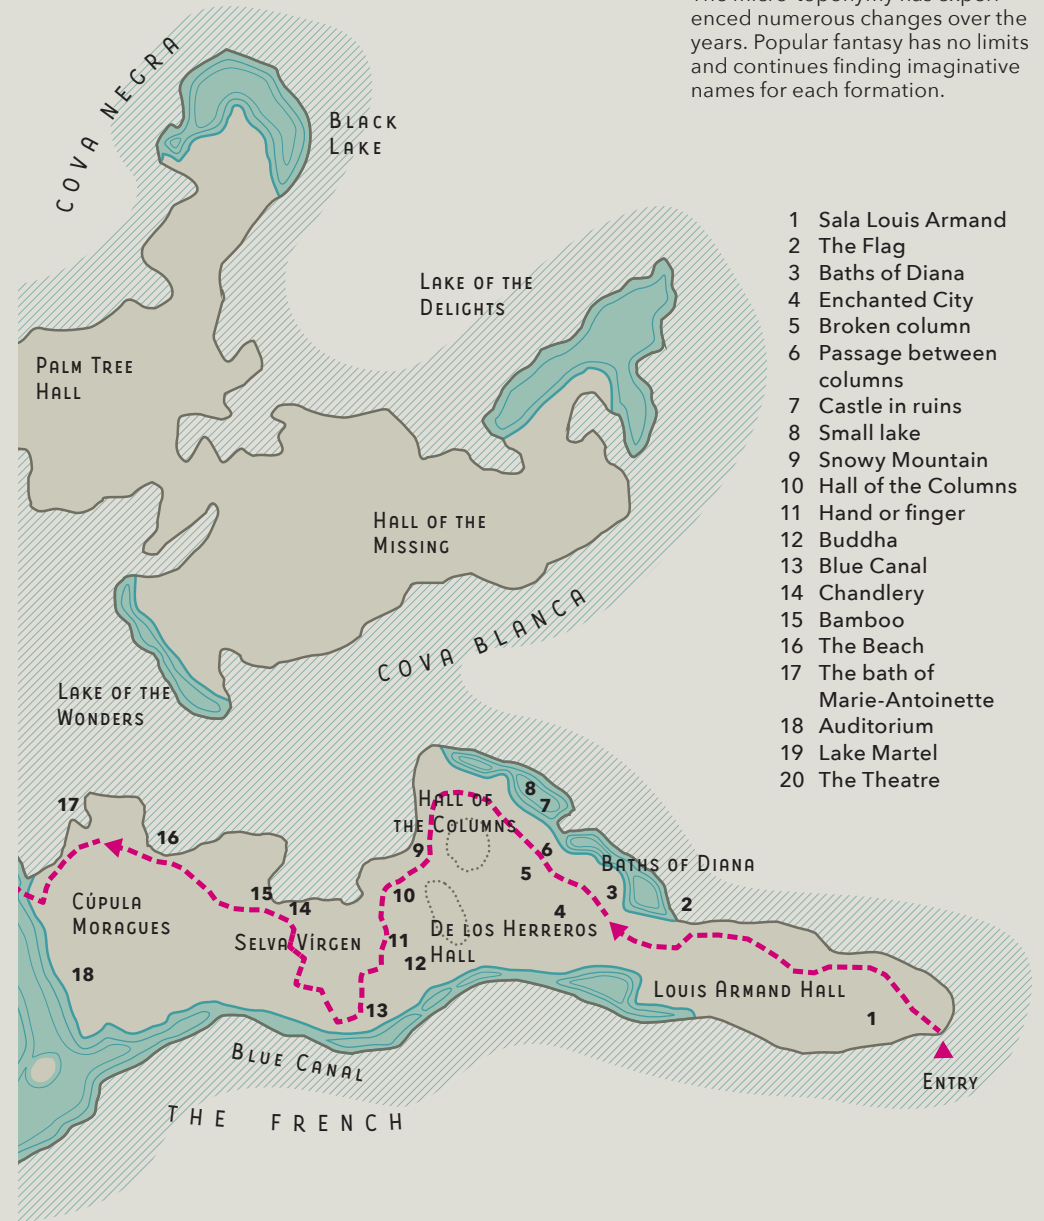 The micro-toponymy has experi-
enced numerous changes over the
years. Popular fantasy has no limits
and continues finding imaginative
names for each formation.
COVA NEGRA
BLACK
LAKE
LAKE OF THE
DELIGHTS
PALM TREE
HALL
HALL OF THE
MISSING
COVA BLANCA
LAKE OF THE
WONDERS
1 Sala Louis Armand
2 The Flag
3 Baths of Diana
4 Enchanted City
5 Broken column
6 Passage between
columns
7 Castle in ruins
8 Small lake
9 Snowy Mountain
10 Hall of the Columns
11 Hand or finger
12 Buddha
13 Blue Canal
14 Chandlery
15 Bamboo
16 The Beach
17 The bath of
Marie-Antoinette
18 Auditorium
19 Lake Martel
20 The Theatre
17
16
HALL OF
THE COLUMNS
8
7
9
6
5
BATHS OF DIANA
15
14
10
3
2
4
CÚPULA
MORAGUES
SELVA VÍRGEN
11
12
DE LOS HERREROS
HALL
18
13
LOUIS ARMAND HALL
1
BLUE CANAL
ENTRY
THE FRENCH